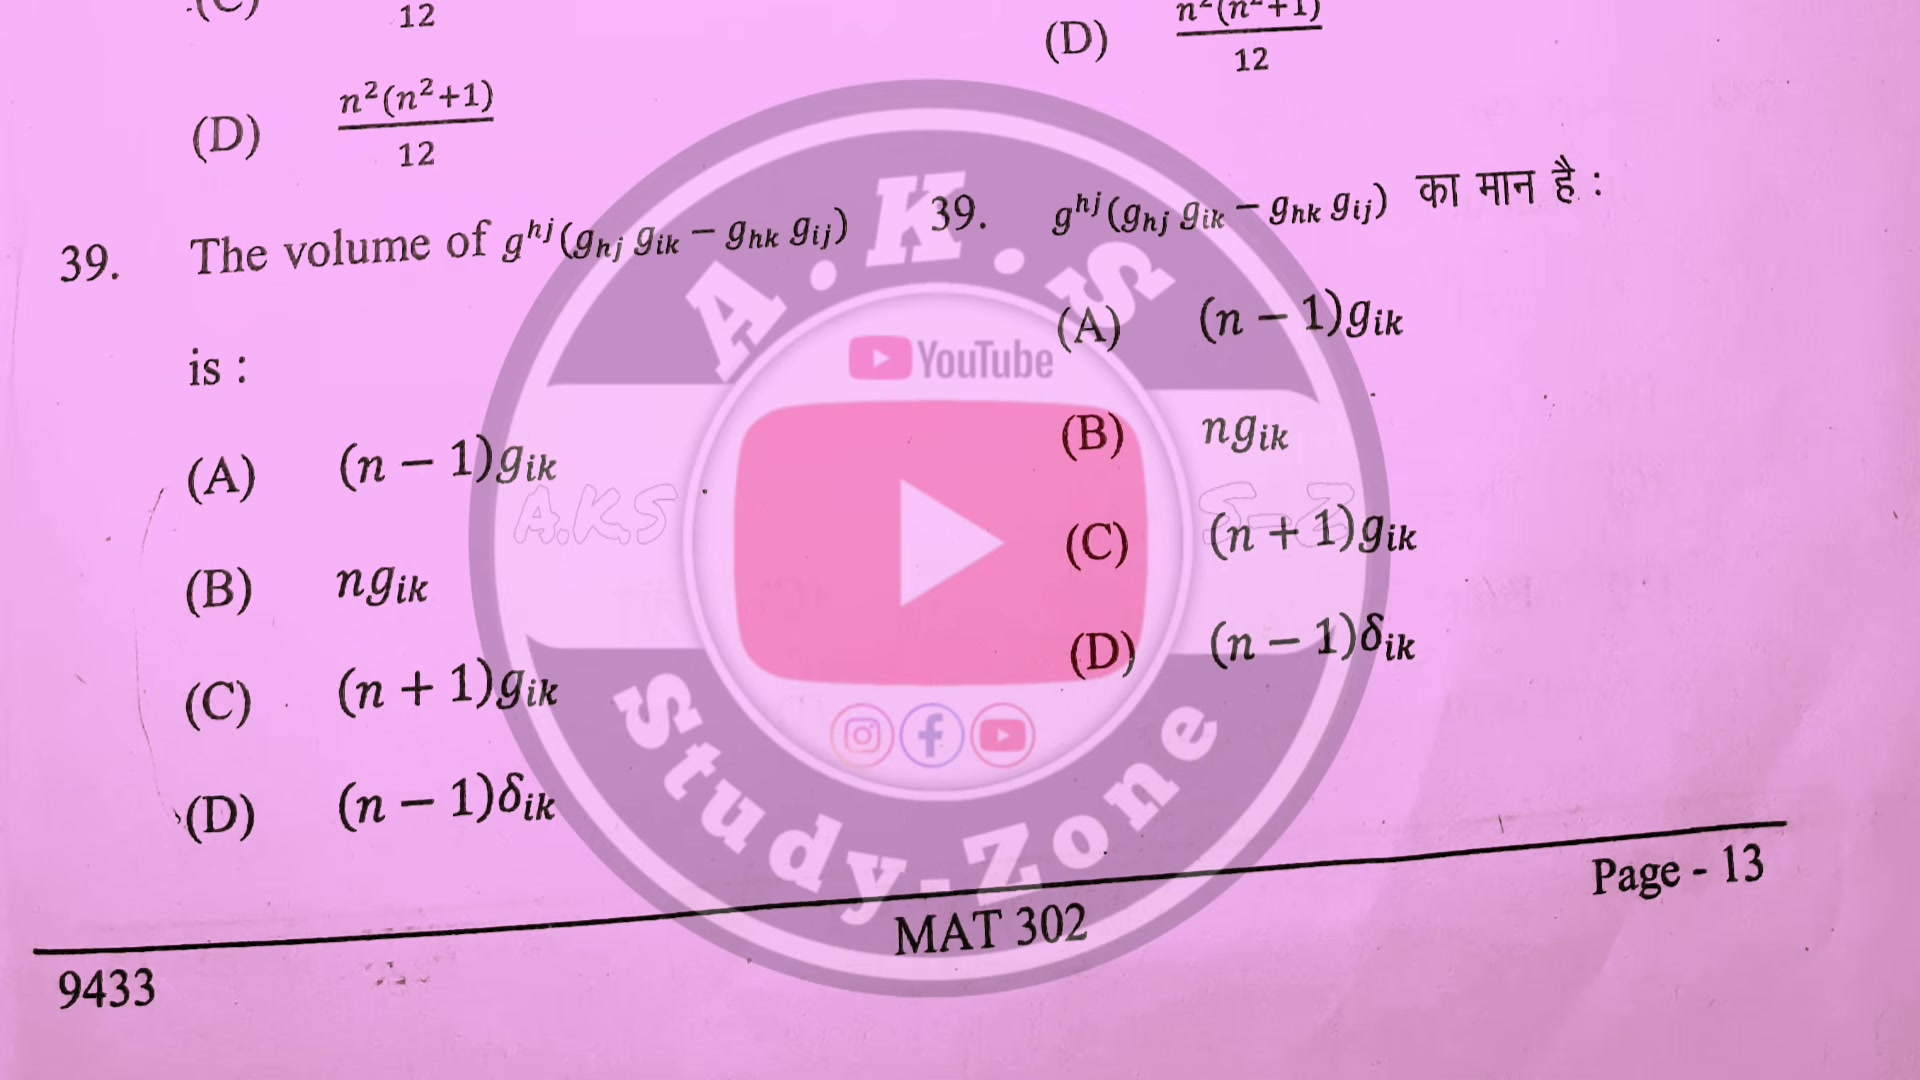 (C) 12
(D) n²(n²+1)/12
39. The volume of g^{hj}(g_{hj} g_{ik} − g_{hk} g_{ij})
is :
(A) (n − 1)g_{ik}
(B) ng_{ik}
(C) (n + 1)g_{ik}
(D) (n − 1)δ_{ik}
(D) n²(n²+1)/12
39. g^{hj}(g_{hj} g_{ik} − g_{hk} g_{ij}) का मान है :
(A) (n − 1)g_{ik}
(B) ng_{ik}
(C) (n + 1)g_{ik}
(D) (n − 1)δ_{ik}
A.K.S
YouTube
A.K.S
S-Z
Study-Zone
Page - 13
MAT 302
9433